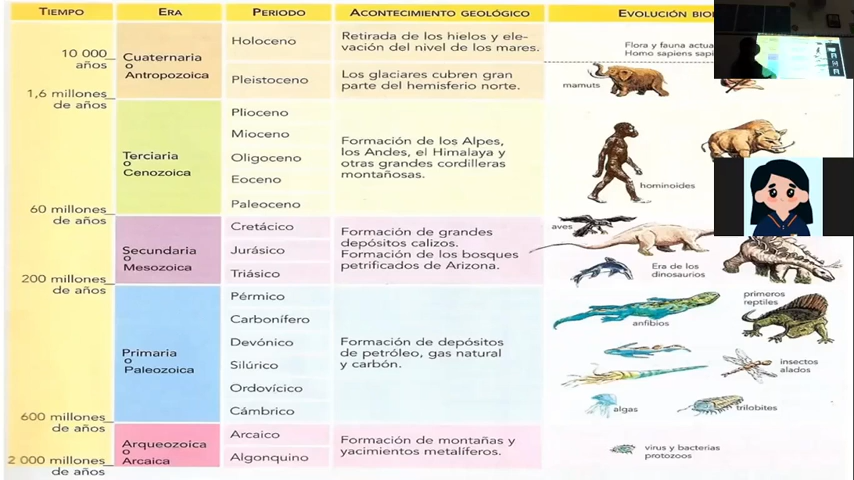 TIEMPO
ERA
PERIODO
ACONTECIMIENTO GEOLÓGICO
EVOLUCIÓN
10 000
años
1,6 millones
de años
60 millones
de años
200 millones
de años
600 millones
de años
2 000 millones
de años
Cuaternaria
o
Antropozoica
Holoceno
Retirada de los hielos y ele-
vación del nivel de los mares.
Flora y fauna
Homo sapiens
Pleistoceno
Los glaciares cubren gran
parte del hemisferio norte.
mamuts
Terciaria
o
Cenozoica
Plioceno
Mioceno
Oligoceno
Eoceno
Paleoceno
Formación de los Alpes,
los Andes, el Himalaya y
otras grandes cordilleras
montañosas.
hominoides
Secundaria
o
Mesozoica
Cretácico
Jurásico
Triásico
Formación de grandes
depósitos calizos.
Formación de los bosques
petrificados de Arizona.
aves
Era de los
dinosaurios
Primaria
o
Paleozoica
Pérmico
Carbonífero
Devónico
Silúrico
Ordovícico
Cámbrico
Formación de depósitos
de petróleo, gas natural
y carbón.
primeros
reptiles
anfibios
insectos
alados
algas
trilobites
Arqueozoica
o
Arcaica
Arcaico
Algonquino
Formación de montañas y
yacimientos metalíferos.
virus y bacterias
protozoos